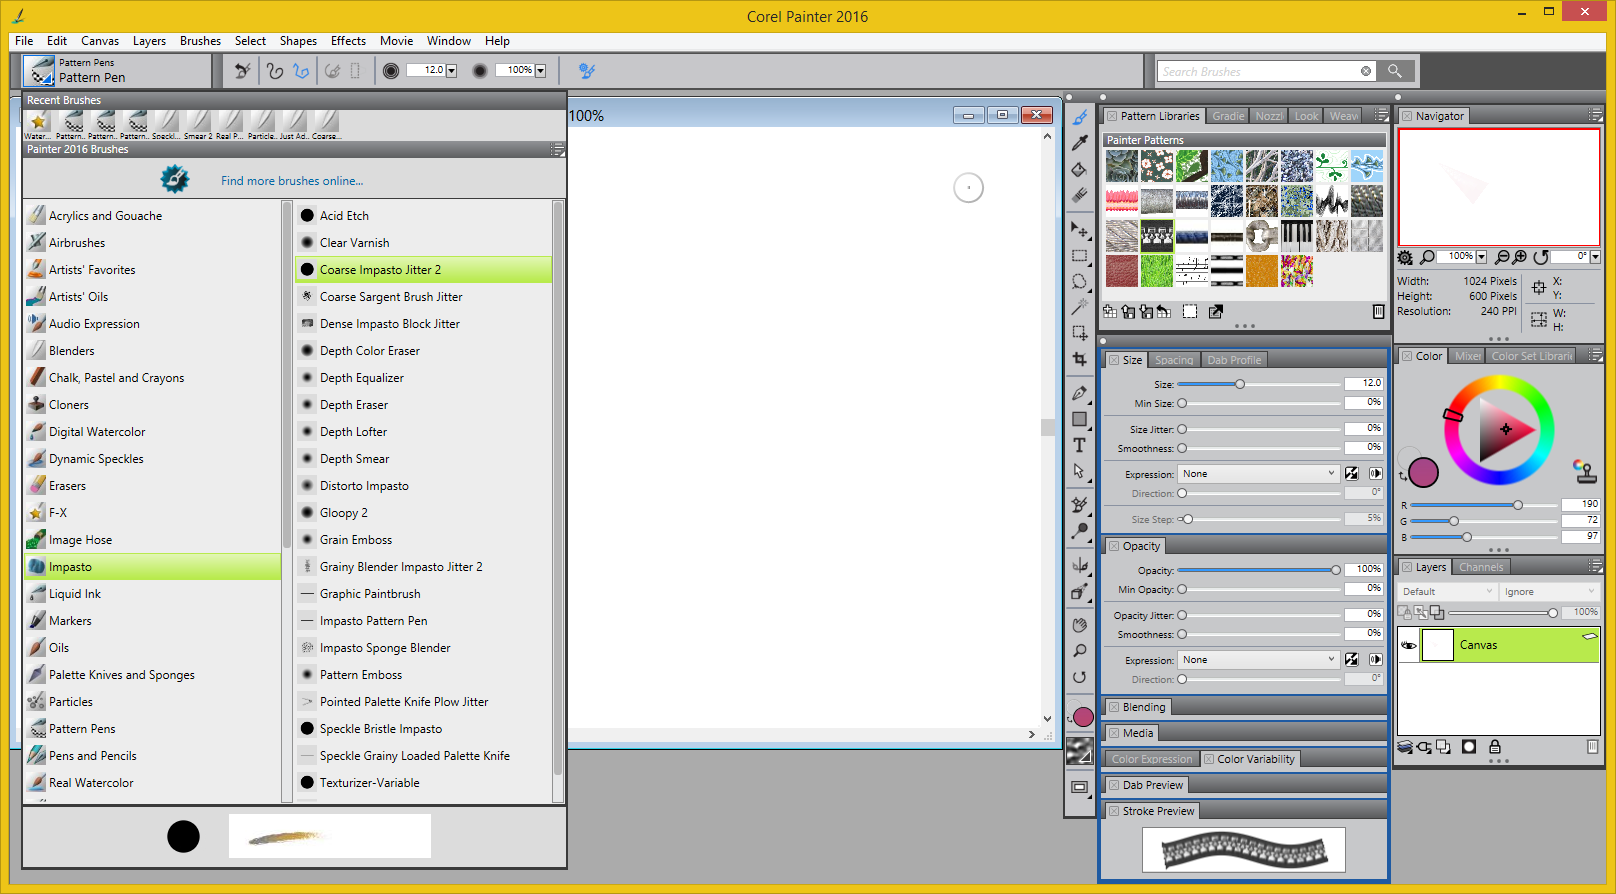 Corel Painter 2016
File Edit Canvas Layers Brushes Select Shapes Effects Movie Window Help
Pattern Pens
Pattern Pen
12.0
100%
Search Brushes
Recent Brushes
Water... Pattern.. Pattern.. Pattern.. Speckl... Smear 2 Real P... Particle.. Just Ad.. Coarse...
Painter 2016 Brushes
Find more brushes online...
Acrylics and Gouache
Airbrushes
Artists' Favorites
Artists' Oils
Audio Expression
Blenders
Chalk, Pastel and Crayons
Cloners
Digital Watercolor
Dynamic Speckles
Erasers
F-X
Image Hose
Impasto
Liquid Ink
Markers
Oils
Palette Knives and Sponges
Particles
Pattern Pens
Pens and Pencils
Real Watercolor
Acid Etch
Clear Varnish
Coarse Impasto Jitter 2
Coarse Sargent Brush Jitter
Dense Impasto Block Jitter
Depth Color Eraser
Depth Equalizer
Depth Eraser
Depth Lofter
Depth Smear
Distorto Impasto
Gloopy 2
Grain Emboss
Grainy Blender Impasto Jitter 2
Graphic Paintbrush
Impasto Pattern Pen
Impasto Sponge Blender
Pattern Emboss
Pointed Palette Knife Plow Jitter
Speckle Bristle Impasto
Speckle Grainy Loaded Palette Knife
Texturizer-Variable
100%
T
Pattern Libraries Gradie Nozzl Look Weav
Painter Patterns
Size Spacing Dab Profile
Size: 12.0
Min Size: 0%
Size Jitter: 0%
Smoothness: 0%
Expression: None
Direction: 0°
Size Step: 5%
Opacity
Opacity: 100%
Min Opacity: 0%
Opacity Jitter: 0%
Smoothness: 0%
Expression: None
Direction: 0°
Blending
Media
Color Expression Color Variability
Dab Preview
Stroke Preview
Navigator
100% 0°
Width: 1024 Pixels
Height: 600 Pixels
Resolution: 240 PPI
X:
Y:
W:
H:
Color Mixer Color Set Librari
R 190
G 72
B 97
Layers Channels
Default Ignore
100%
Canvas